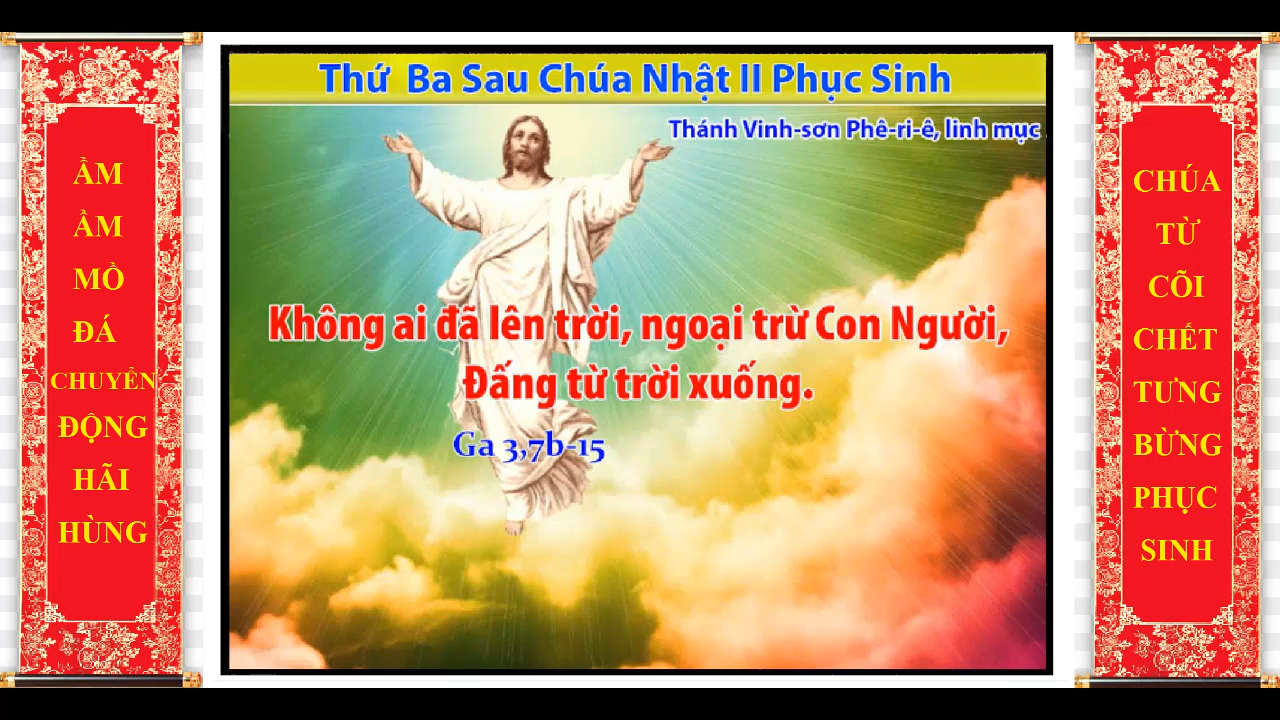 Thứ Ba Sau Chúa Nhật II Phục Sinh
Thánh Vinh-sơn Phê-ri-ê, linh mục
Không ai đã lên trời, ngoại trừ Con Người,
Đấng từ trời xuống.
Ga 3,7b-15
ẦM
ẦM
MỒ
ĐÁ
CHUYỂN
ĐỘNG
HÃI
HÙNG
CHÚA
TỪ
CÕI
CHẾT
TƯNG
BỪNG
PHỤC
SINH